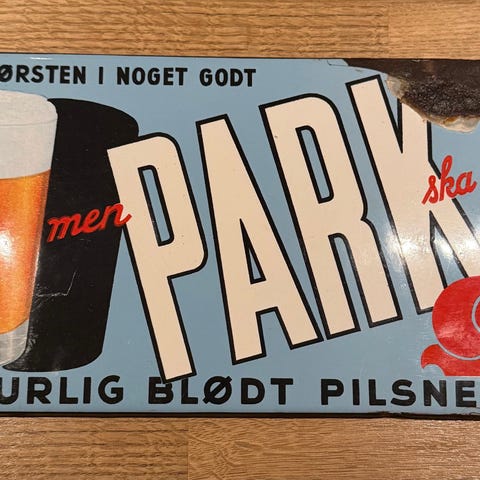 ØRSTEN I NOGET GODT
men PARK ska
URLIG BLØDT PILSNE